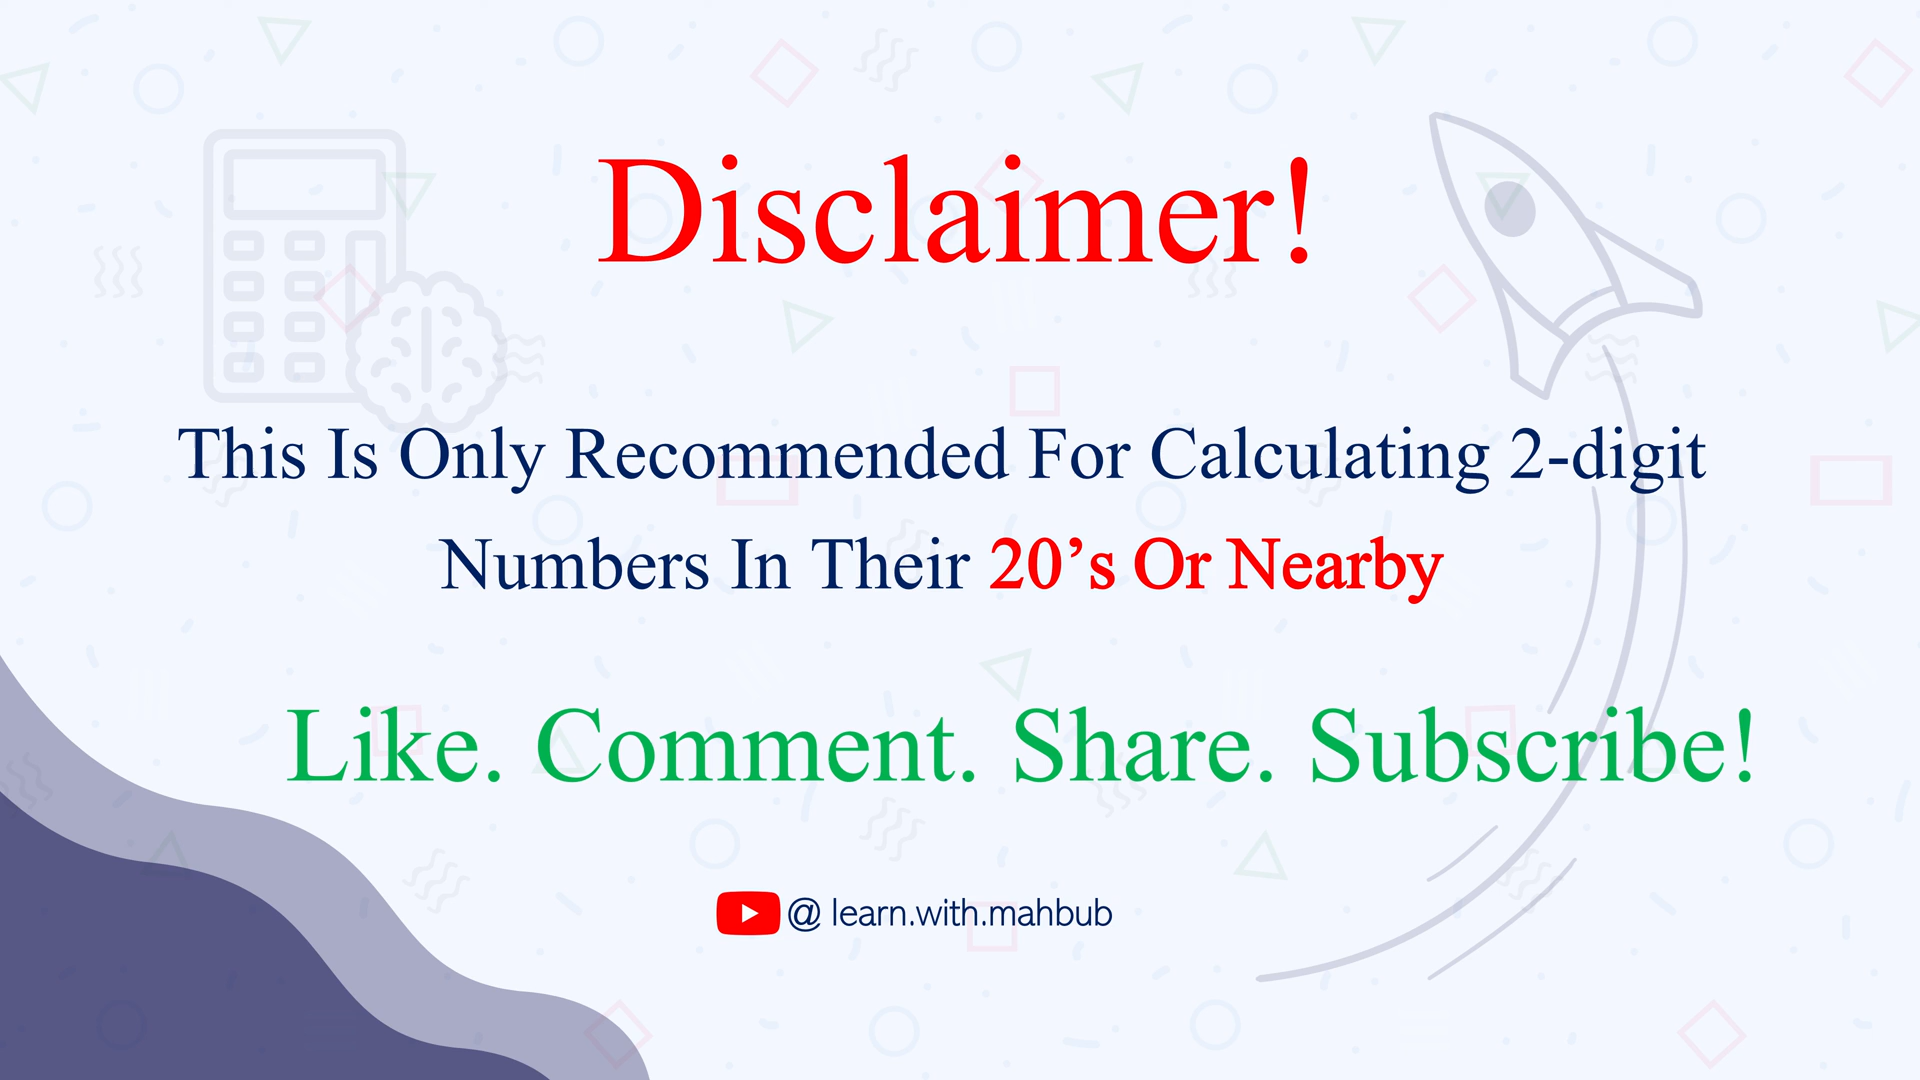 Disclaimer!
This Is Only Recommended For Calculating 2-digit
Numbers In Their 20’s Or Nearby
Like. Comment. Share. Subscribe!
@ learn.with.mahbub